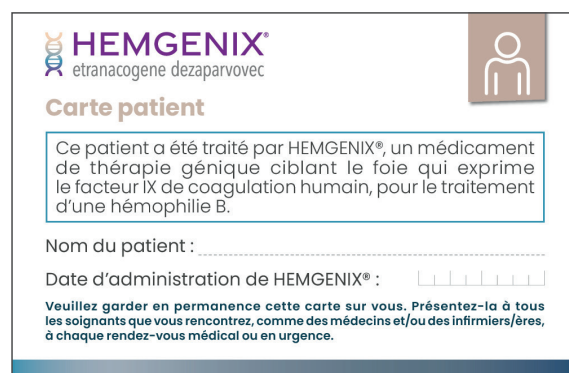 HEMGENIX®
etranacogene dezaparvovec
Carte patient
Ce patient a été traité par HEMGENIX®, un médicament
de thérapie génique ciblant le foie qui exprime
le facteur IX de coagulation humain, pour le traitement
d’une hémophilie B.
Nom du patient :
Date d’administration de HEMGENIX® :
Veuillez garder en permanence cette carte sur vous. Présentez-la à tous
les soignants que vous rencontrez, comme des médecins et/ou des infirmiers/ères,
à chaque rendez-vous médical ou en urgence.